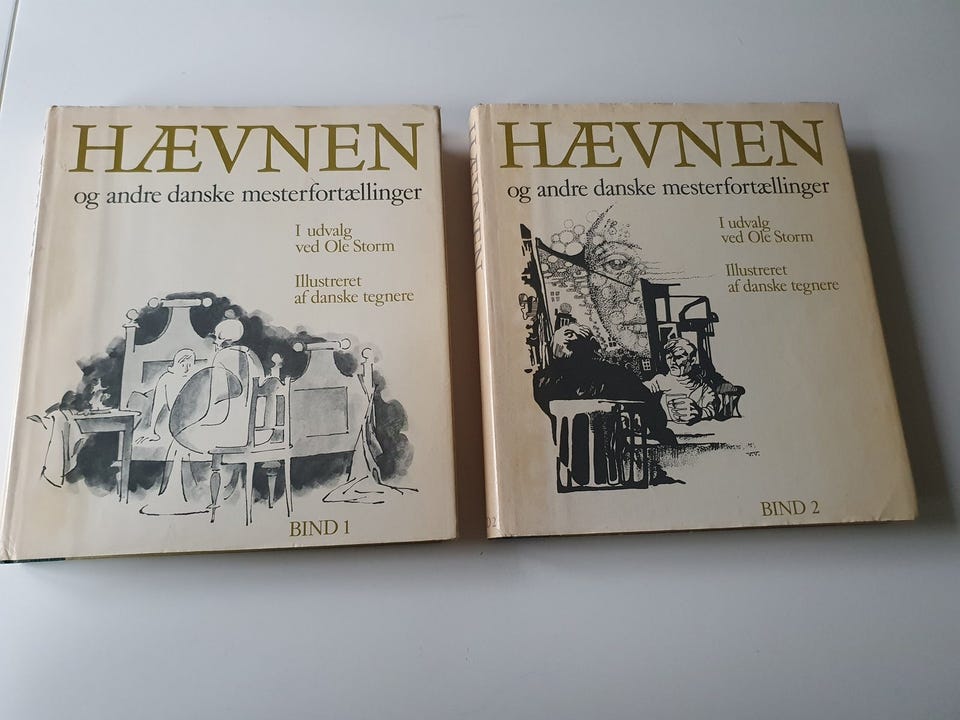 HÆVNEN
og andre danske mesterfortællinger
I udvalg
ved Ole Storm
Illustreret
af danske tegnere
BIND 1
HÆVNEN
HÆVNEN
og andre danske mesterfortællinger
I udvalg
ved Ole Storm
Illustreret
af danske tegnere
V.V.
BIND 2